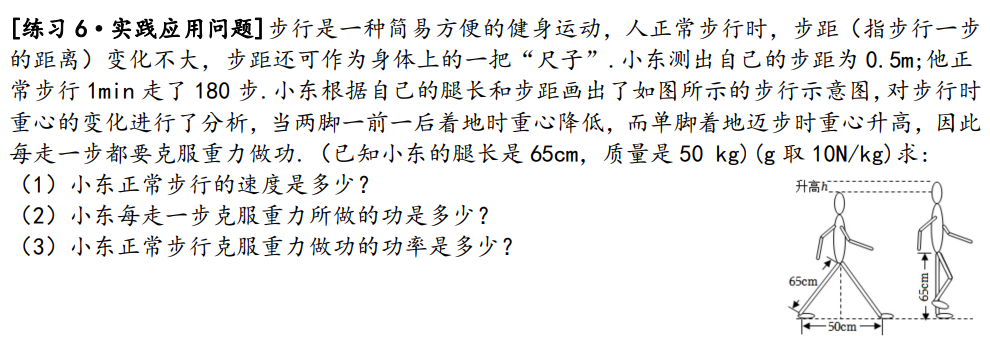 [练习 6·实践应用问题]步行是一种简易方便的健身运动，人正常步行时，步距（指步行一步
的距离）变化不大，步距还可作为身体上的一把“尺子”.小东测出自己的步距为 0.5m;他正
常步行 1min 走了 180 步.小东根据自己的腿长和步距画出了如图所示的步行示意图,对步行时
重心的变化进行了分析，当两脚一前一后着地时重心降低，而单脚着地迈步时重心升高，因此
每走一步都要克服重力做功.（已知小东的腿长是 65cm，质量是 50 kg)(g 取 10N/kg)求：
（1）小东正常步行的速度是多少？
（2）小东每走一步克服重力所做的功是多少？
（3）小东正常步行克服重力做功的功率是多少？
升高h
65cm
65cm
50cm